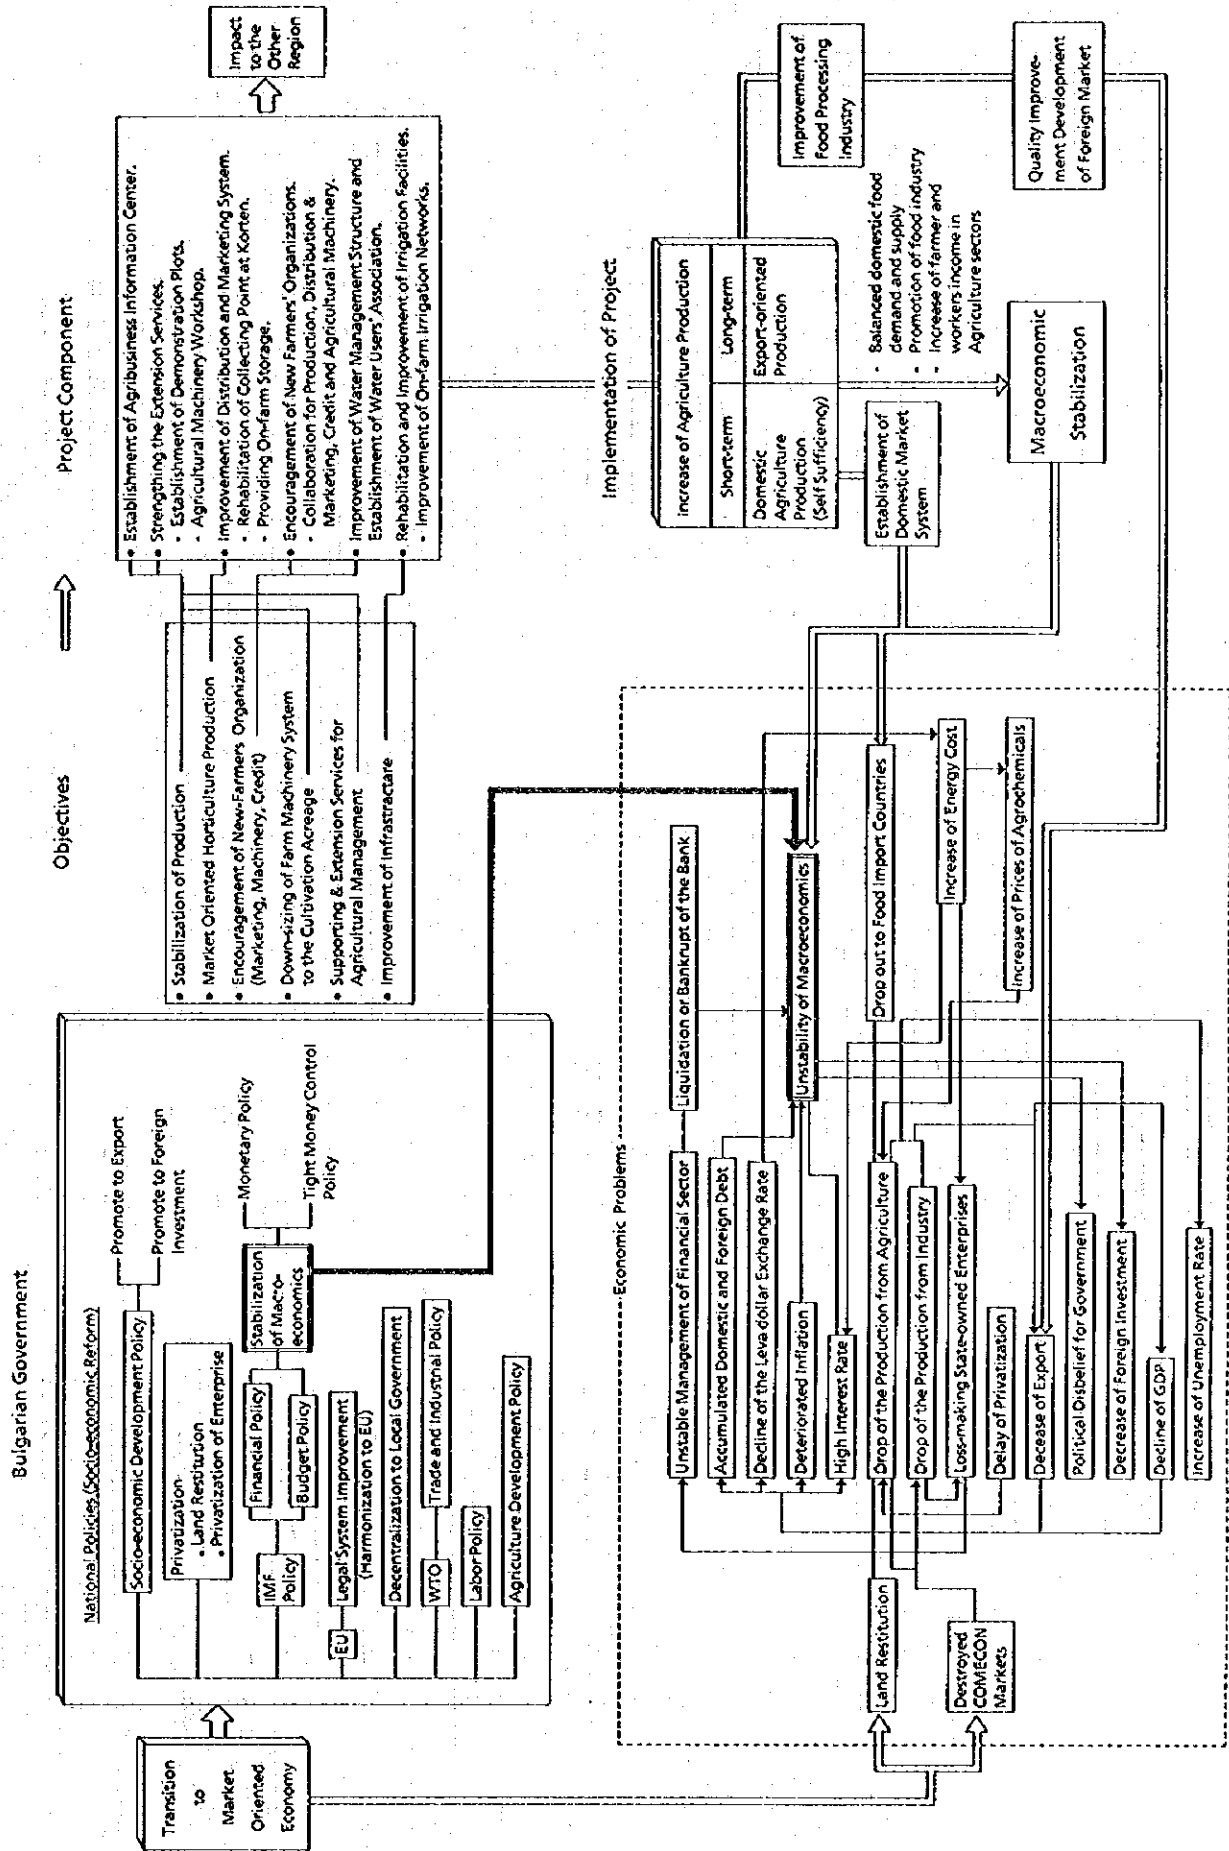 Bulgarian Government
Objectives
Project Component
Transition
to
Market
Oriented
Economy
National Policies (Socio-economic Reform)
Socio-economic Development Policy
Promote to Export
Promote to Foreign
Investment
Privatization
• Land Restitution
• Privatization of Enterprise
IMF
Policy
Financial Policy
Budget Policy
Stabilization
of Macro-
economics
Monetary Policy
Tight Money Control
Policy
EU
Legal System Improvement
(Harmonization to EU)
Decentralization to Local Government
WTO
Trade and Industrial Policy
Labor Policy
Agriculture Development Policy
• Stabilization of Production
• Market Oriented Horticulture Production
• Encouragement of New-Farmers Organization
(Marketing, Machinery, Credit)
• Down-sizing of Farm Machinery System
to the Cultivation Acreage
• Supporting & Extension Services for
Agricultural Management
• Improvement of Infrastracture
• Establishment of Agribusiness Information Center.
• Strengthing the Extension Services.
- Establishment of Demonstration Plots.
- Agricultural Machinery Workshop.
• Improvement of Distribution and Marketing System.
- Rehabilitation of Collecting Point at Korten.
- Providing On-farm Storage.
• Encouragement of New Farmers' Organizations.
- Collaboration for Production, Distribution &
Marketing, Credit and Agricultural Machinery.
• Improvement of Water Management Structure and
Establishment of Water Users' Association.
• Rehabilitation and Improvement of Irrigation Facilities.
- Improvement of On-farm Irrigation Networks.
Impact
to the
Other
Region
Implementation of Project
Increase of Agriculture Production
Short-term
Long-term
Domestic
Agriculture
Production
(Self Sufficiency)
Export-oriented
Production
Improvement of
Food Processing
Industry
Establishment of
Domestic Market
System
- Balanced domestic food
demand and supply
- Promotion of food industry
- Increase of farmer and
workers income in
Agriculture sectors
Macroeconomic
Stabilization
Quality Improve-
ment Development
of Foreign Market
Economic Problems
Land Restitution
Destroyed
COMECON
Markets
Unstable Management of Financial Sector
Liquidation or Bankrupt of the Bank
Accumulated Domestic and Foreign Debt
Decline of the Leva dollar Exchange Rate
Deteriorated Inflation
Unstability of Macroeconomics
High Interest Rate
Drop of the Production from Agriculture
Drop out to Food Import Countries
Drop of the Production from Industry
Loss-making State-owned Enterprises
Increase of Energy Cost
Delay of Privatization
Increase of Prices of Agrochemicals
Decease of Export
Political Disbelief for Government
Decrease of Foreign Investment
Decline of GDP
Increase of Unemployment Rate